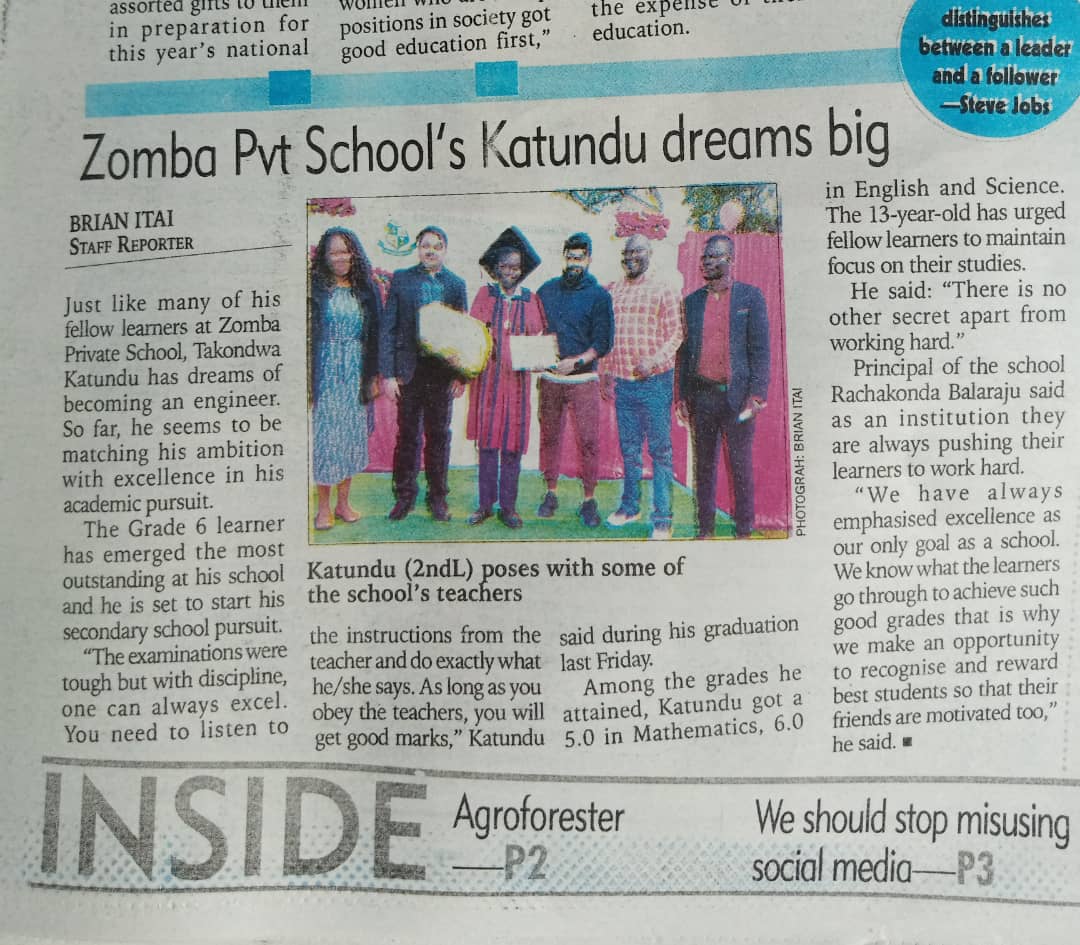 assorted gifts to them
in preparation for
this year's national
positions in society got
good education first,"
the expense
education.
distinguishes
between a leader
and a follower
—Steve Jobs
Zomba Pvt School's Katundu dreams big
BRIAN ITAI
STAFF REPORTER
Just like many of his
fellow learners at Zomba
Private School, Takondwa
Katundu has dreams of
becoming an engineer.
So far, he seems to be
matching his ambition
with excellence in his
academic pursuit.
The Grade 6 learner
has emerged the most
outstanding at his school
and he is set to start his
secondary school pursuit.
"The examinations were
tough but with discipline,
one can always excel.
You need to listen to
PHOTOGRAH: BRIAN ITAI
Katundu (2ndL) poses with some of
the school's teachers
the instructions from the
teacher and do exactly what
he/she says. As long as you
obey the teachers, you will
get good marks," Katundu
said during his graduation
last Friday.
Among the grades he
attained, Katundu got a
5.0 in Mathematics, 6.0
in English and Science.
The 13-year-old has urged
fellow learners to maintain
focus on their studies.
He said: "There is no
other secret apart from
working hard."
Principal of the school
Rachakonda Balaraju said
as an institution they
are always pushing their
learners to work hard.
"We have always
emphasised excellence as
our only goal as a school.
We know what the learners
go through to achieve such
good grades that is why
we make an opportunity
to recognise and reward
best students so that their
friends are motivated too,"
he said. ■
INSIDE
Agroforester
—P2
We should stop misusing
social media—P3